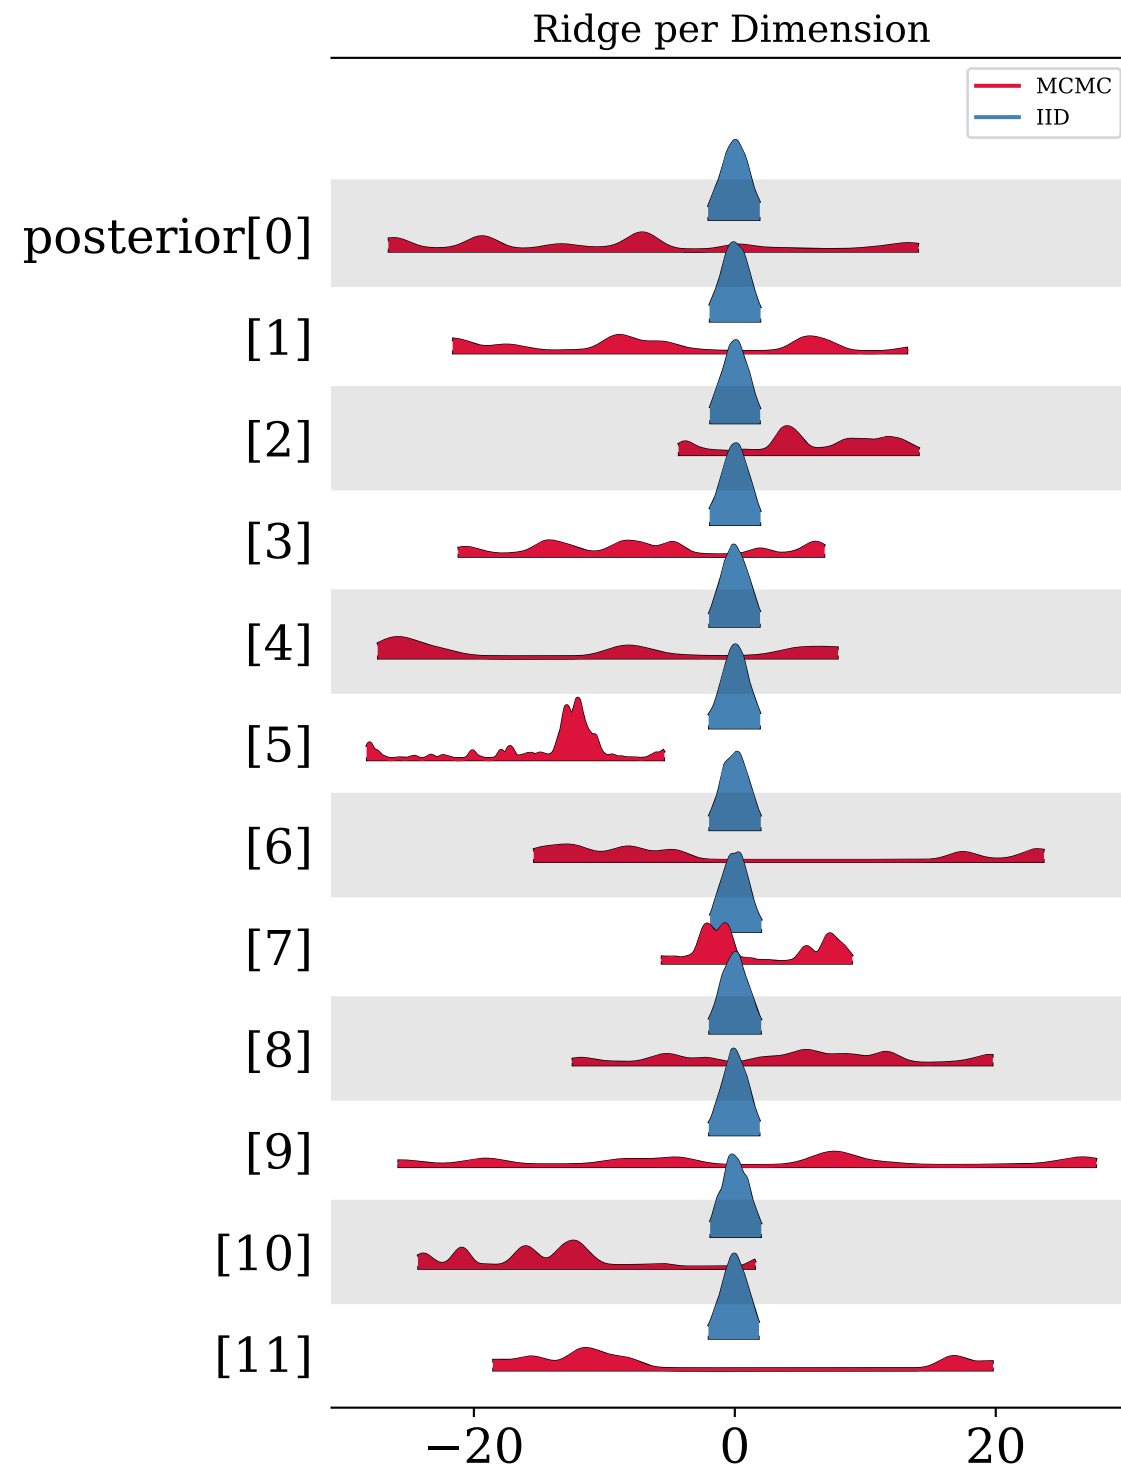 Ridge per Dimension
MCMC
IID
posterior[0]
[1]
[2]
[3]
[4]
[5]
[6]
[7]
[8]
[9]
[10]
[11]
−20 0 20